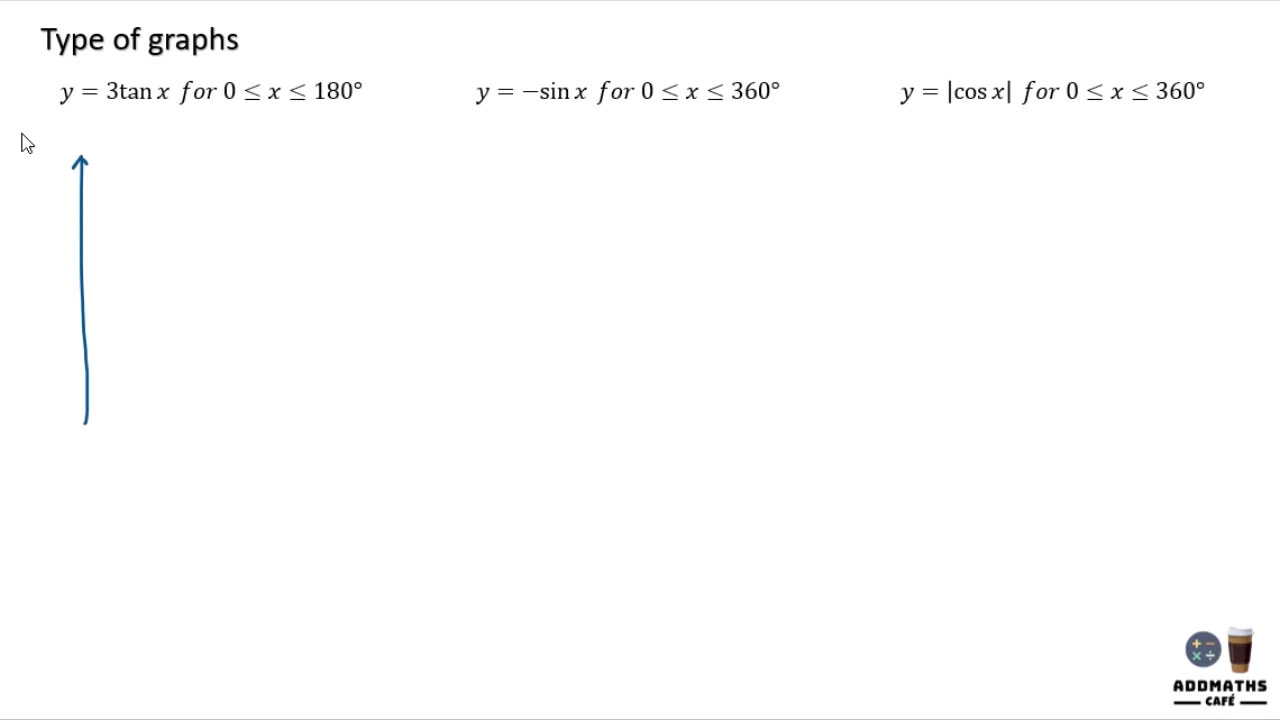 Type of graphs
y = 3tan x for 0 ≤ x ≤ 180°
y = −sin x for 0 ≤ x ≤ 360°
y = |cos x| for 0 ≤ x ≤ 360°
+ −
× ÷
ADDMATHS
CAFÉ